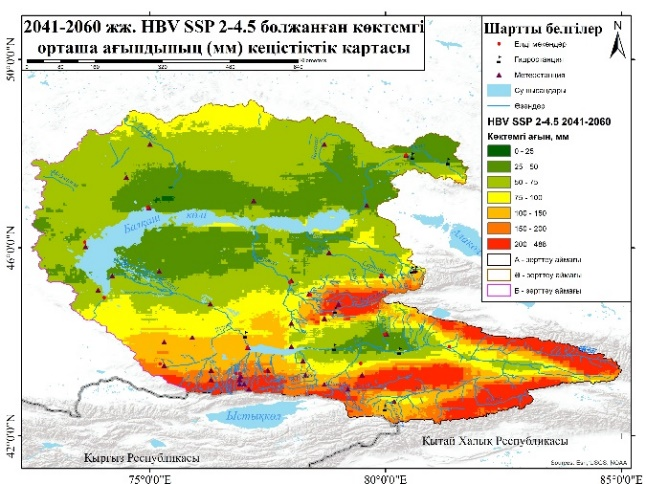 2041-2060 жж. HBV SSP 2-4.5 болжанған көктемгі
орташа ағындының (мм) кеңістіктік картасы
Шартты белгілер
N
Елді мекендер
Гидростанция
Метеостанция
Су нысандары
Өзендер
HBV SSP 2-4.5 2041-2060
Көктемгі ағын, мм
0 - 25
25 - 50
50 - 75
75 - 100
100 - 150
150 - 200
200 - 488
А - зерттеу аймағы
Ә - зерттеу аймағы
Б - зерттеу аймағы
50°0'0"N
46°0'0"N
42°0'0"N
Балқаш көлі
Алакөл
Ыстықкөл
Қырғыз Республикасы
Қытай Халық Республикасы
Sources: Esri, USGS, NOAA
75°0'0"E
80°0'0"E
85°0'0"E